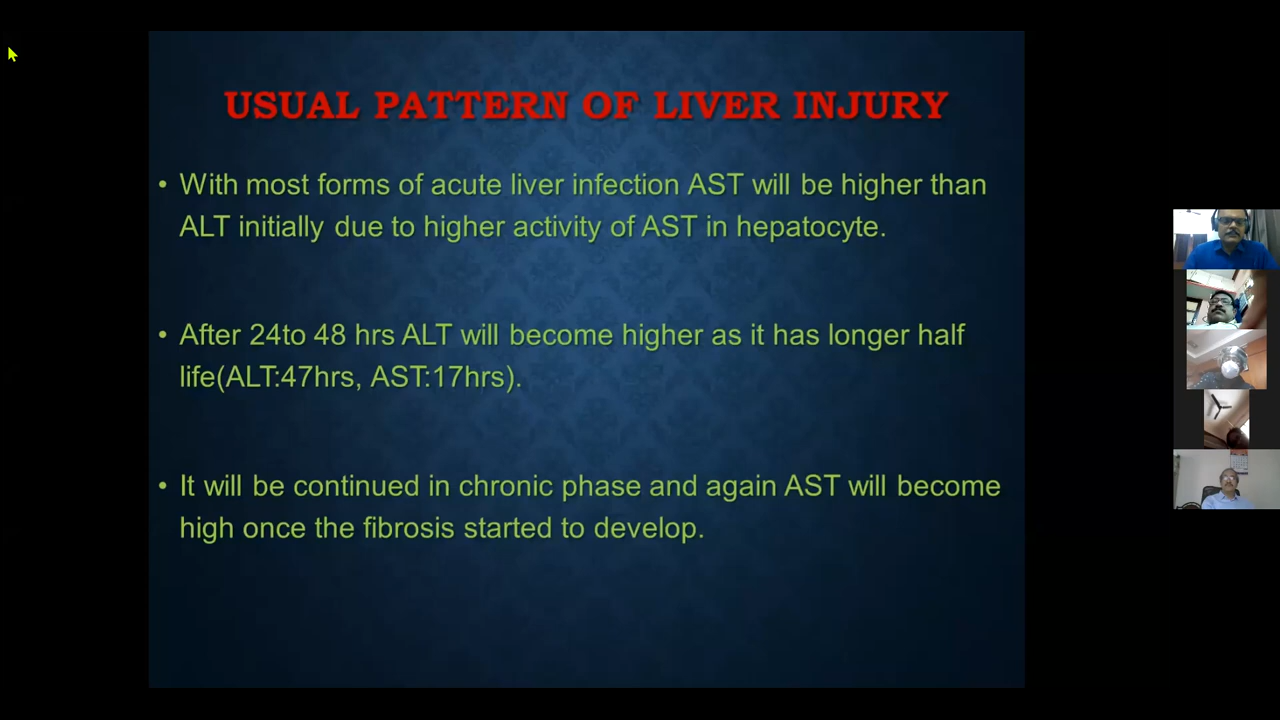 USUAL PATTERN OF LIVER INJURY
• With most forms of acute liver infection AST will be higher than
ALT initially due to higher activity of AST in hepatocyte.
• After 24to 48 hrs ALT will become higher as it has longer half
life(ALT:47hrs, AST:17hrs).
• It will be continued in chronic phase and again AST will become
high once the fibrosis started to develop.